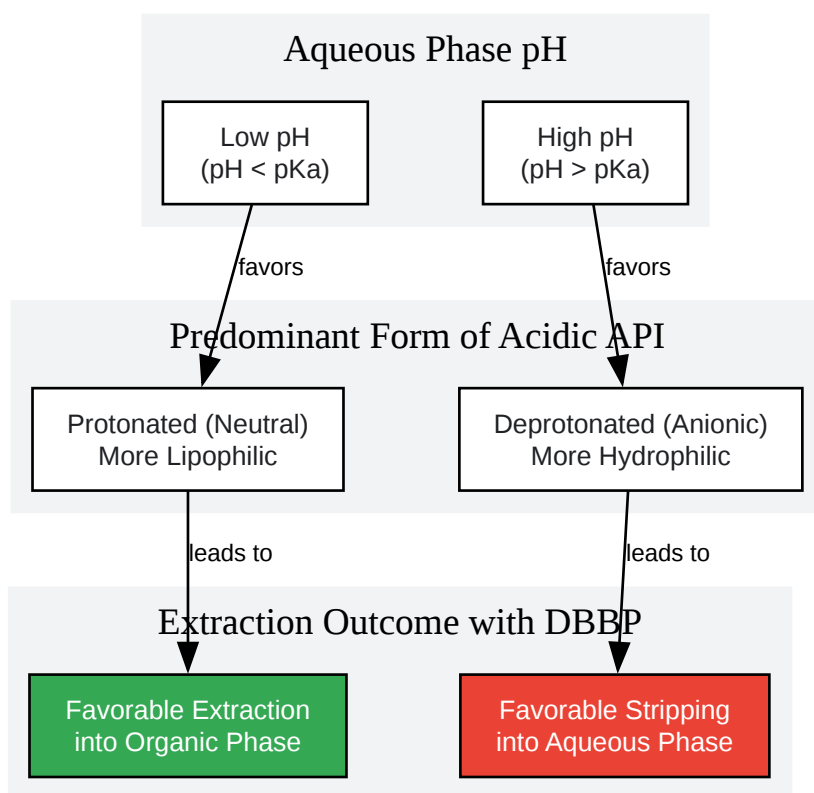 Aqueous Phase pH
Low pH
(pH < pKa)
High pH
(pH > pKa)
favors
favors
Predominant Form of Acidic API
Protonated (Neutral)
More Lipophilic
Deprotonated (Anionic)
More Hydrophilic
leads to
leads to
Extraction Outcome with DBBP
Favorable Extraction
into Organic Phase
Favorable Stripping
into Aqueous Phase